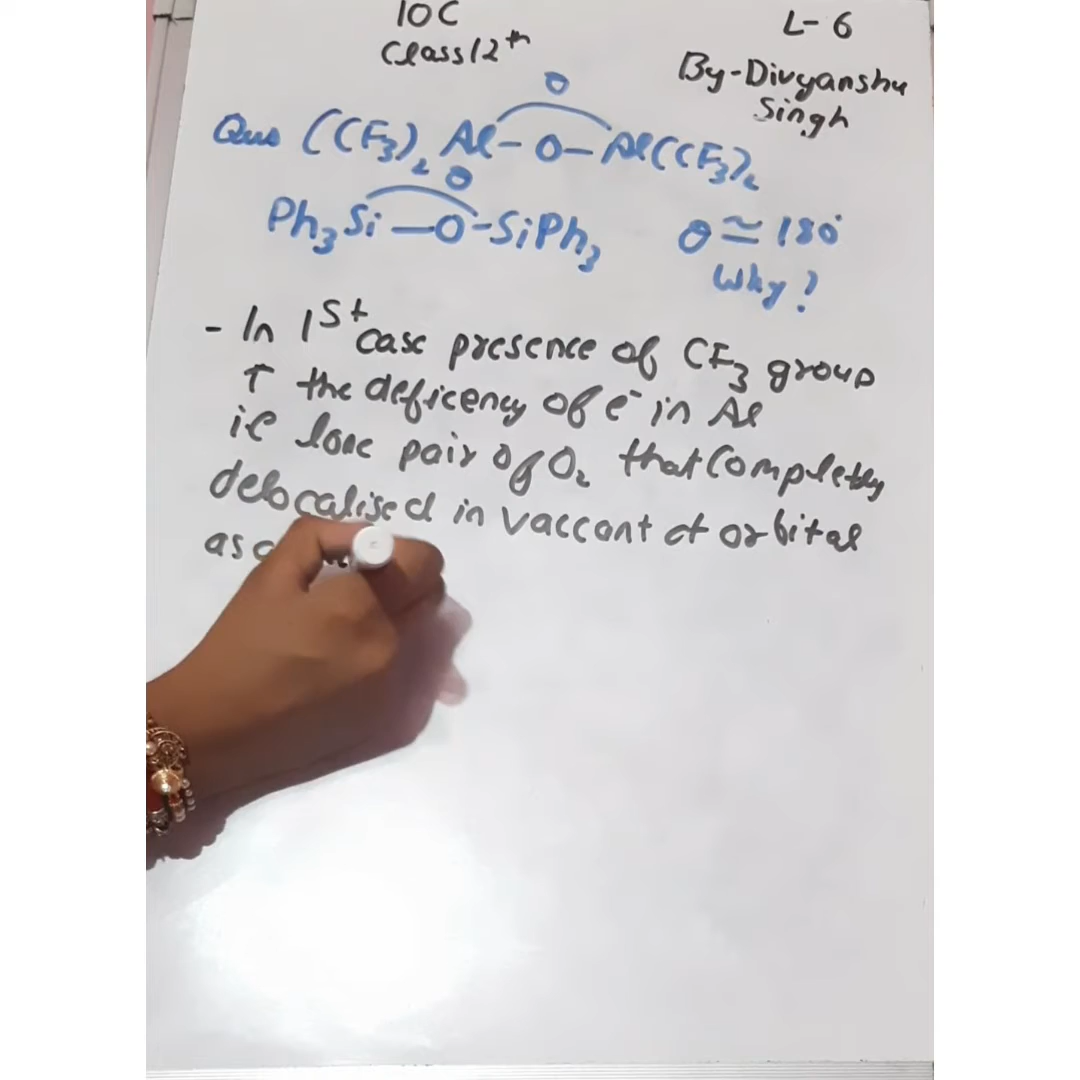 IOC L-6
Class 12th By-Divyanshu
Singh
θ
Que (CF3)2 Al-O-Al(CF3)2
θ
Ph3Si-O-SiPh3 θ ≅ 180°
Why?
- In 1st case presence of CF3 group
↑ the deficency of e- in Al
ie lone pair of O2 that completely
delocalised in vaccant d orbital
as